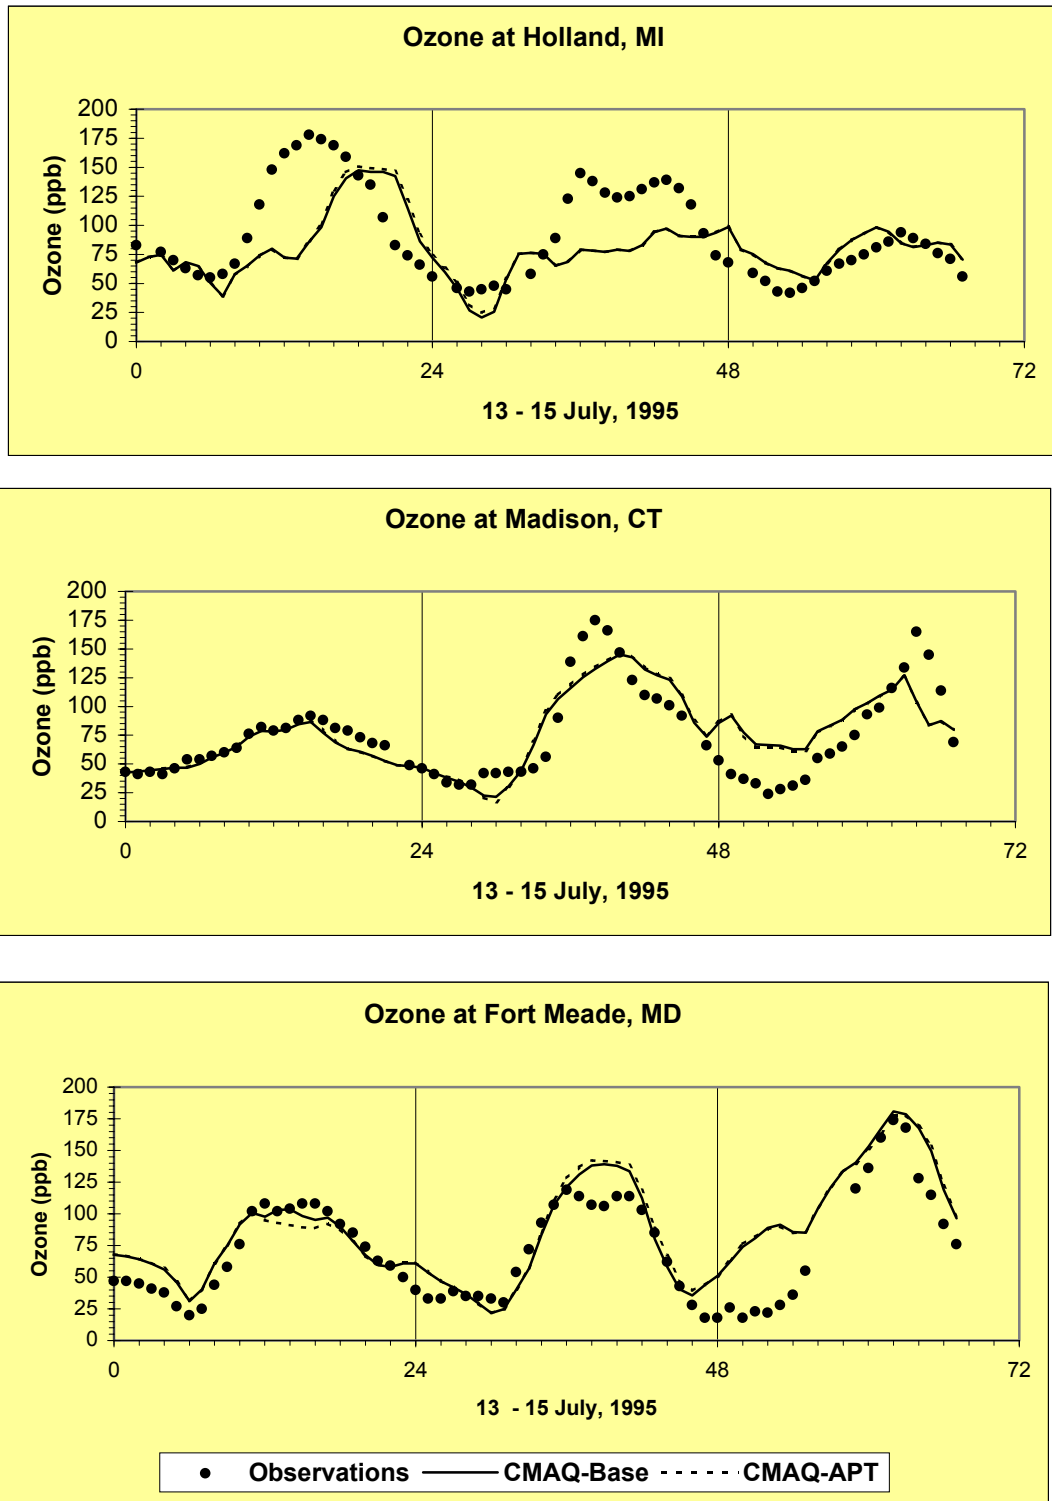 Ozone at Holland, MI
Ozone (ppb)
200
175
150
125
100
75
50
25
0
0 24 48 72
13 - 15 July, 1995
Ozone at Madison, CT
Ozone (ppb)
200
175
150
125
100
75
50
25
0
0 24 48 72
13 - 15 July, 1995
Ozone at Fort Meade, MD
Ozone (ppb)
200
175
150
125
100
75
50
25
0
0 24 48 72
13 - 15 July, 1995
Observations CMAQ-Base CMAQ-APT